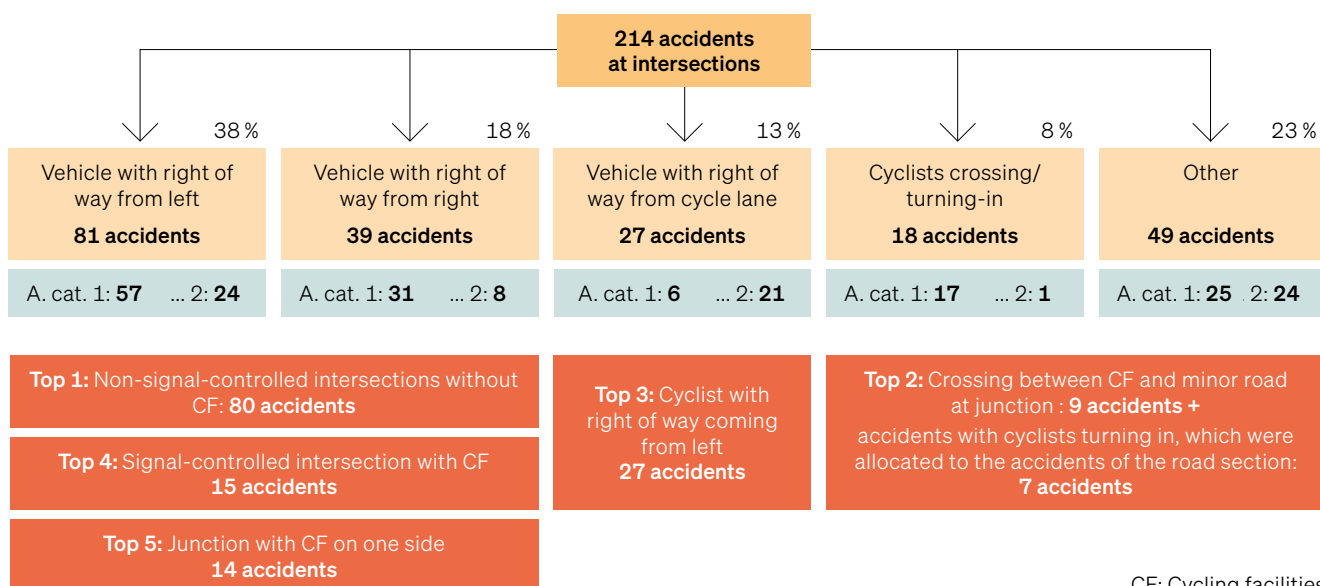 214 accidents
at intersections
38 %
18 %
13 %
8 %
23 %
Vehicle with right of
way from left
81 accidents
Vehicle with right of
way from right
39 accidents
Vehicle with right of
way from cycle lane
27 accidents
Cyclists crossing/
turning-in
18 accidents
Other
49 accidents
A. cat. 1: 57 ... 2: 24
A. cat. 1: 31 ... 2: 8
A. cat. 1: 6 ... 2: 21
A. cat. 1: 17 ... 2: 1
A. cat. 1: 25 . 2: 24
Top 1: Non-signal-controlled intersections without
CF: 80 accidents
Top 4: Signal-controlled intersection with CF
15 accidents
Top 5: Junction with CF on one side
14 accidents
Top 3: Cyclist with
right of way coming
from left
27 accidents
Top 2: Crossing between CF and minor road
at junction : 9 accidents +
accidents with cyclists turning in, which were
allocated to the accidents of the road section:
7 accidents
CF: Cycling facilities